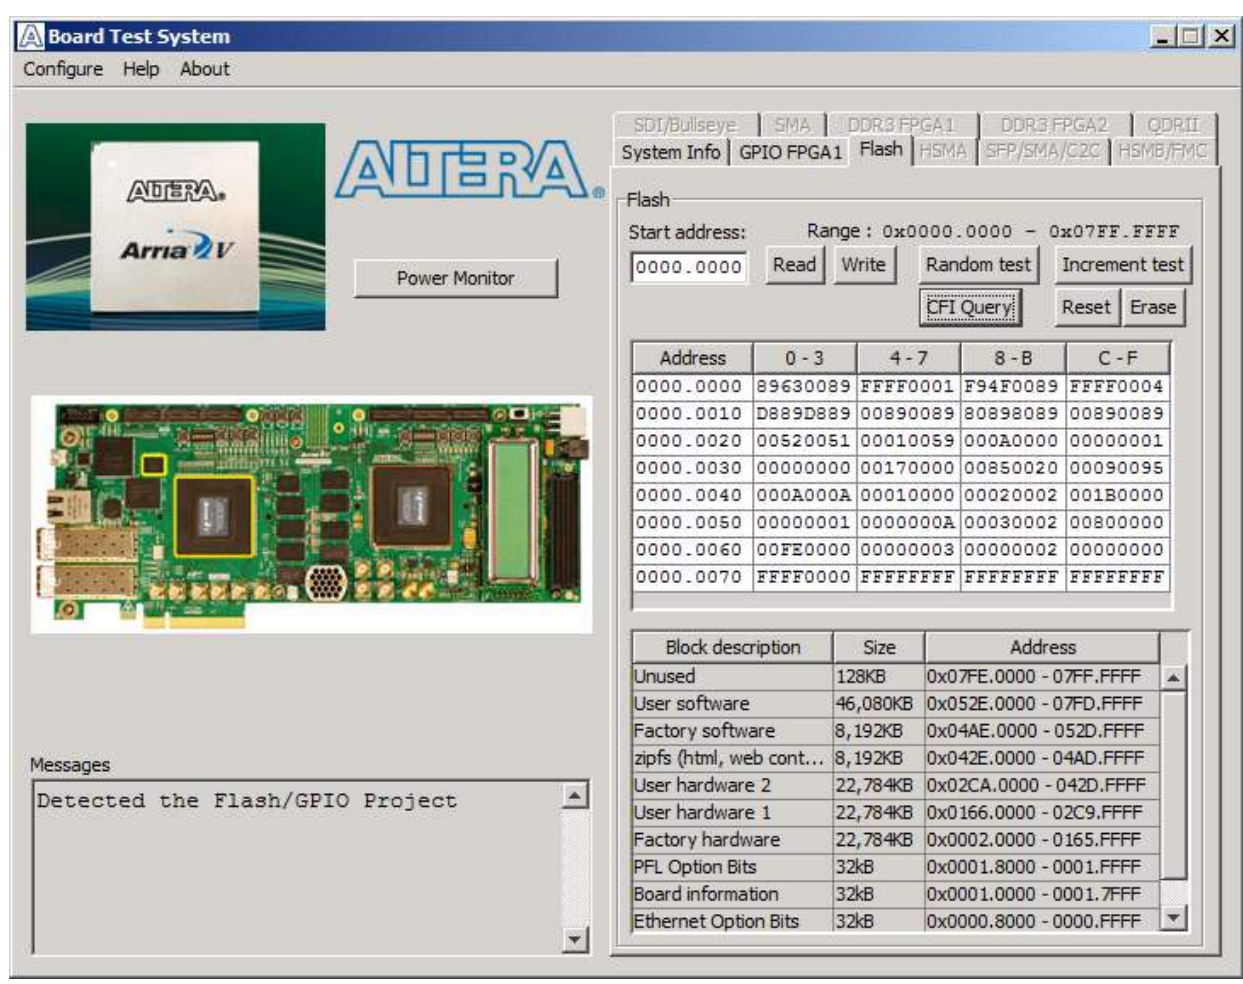 Board Test System
Configure Help About
ALTERA®
Arria V
ALTERA®
Power Monitor
Messages
Detected the Flash/GPIO Project
SDI/Bullseye SMA DDR3 FPGA1 DDR3 FPGA2 QDRII
System Info GPIO FPGA1 Flash HSMA SFP/SMA/C2C HSMB/FMC
Flash
Start address: Range : 0x0000.0000 - 0x07FF.FFFF
0000.0000 Read Write Random test Increment test
CFI Query Reset Erase
Address 0 - 3 4 - 7 8 - B C - F
0000.0000 89630089 FFFF0001 F94F0089 FFFF0004
0000.0010 D889D889 00890089 80898089 00890089
0000.0020 00520051 00010059 000A0000 00000001
0000.0030 00000000 00170000 00850020 00090095
0000.0040 000A000A 00010000 00020002 001B0000
0000.0050 00000001 0000000A 00030002 00800000
0000.0060 00FE0000 00000003 00000002 00000000
0000.0070 FFFF0000 FFFFFFFF FFFFFFFF FFFFFFFF
Block description Size Address
Unused 128KB 0x07FE.0000 - 07FF.FFFF
User software 46,080KB 0x052E.0000 - 07FD.FFFF
Factory software 8,192KB 0x04AE.0000 - 052D.FFFF
zipfs (html, web cont... 8,192KB 0x042E.0000 - 04AD.FFFF
User hardware 2 22,784KB 0x02CA.0000 - 042D.FFFF
User hardware 1 22,784KB 0x0166.0000 - 02C9.FFFF
Factory hardware 22,784KB 0x0002.0000 - 0165.FFFF
PFL Option Bits 32kB 0x0001.8000 - 0001.FFFF
Board information 32kB 0x0001.0000 - 0001.7FFF
Ethernet Option Bits 32kB 0x0000.8000 - 0000.FFFF